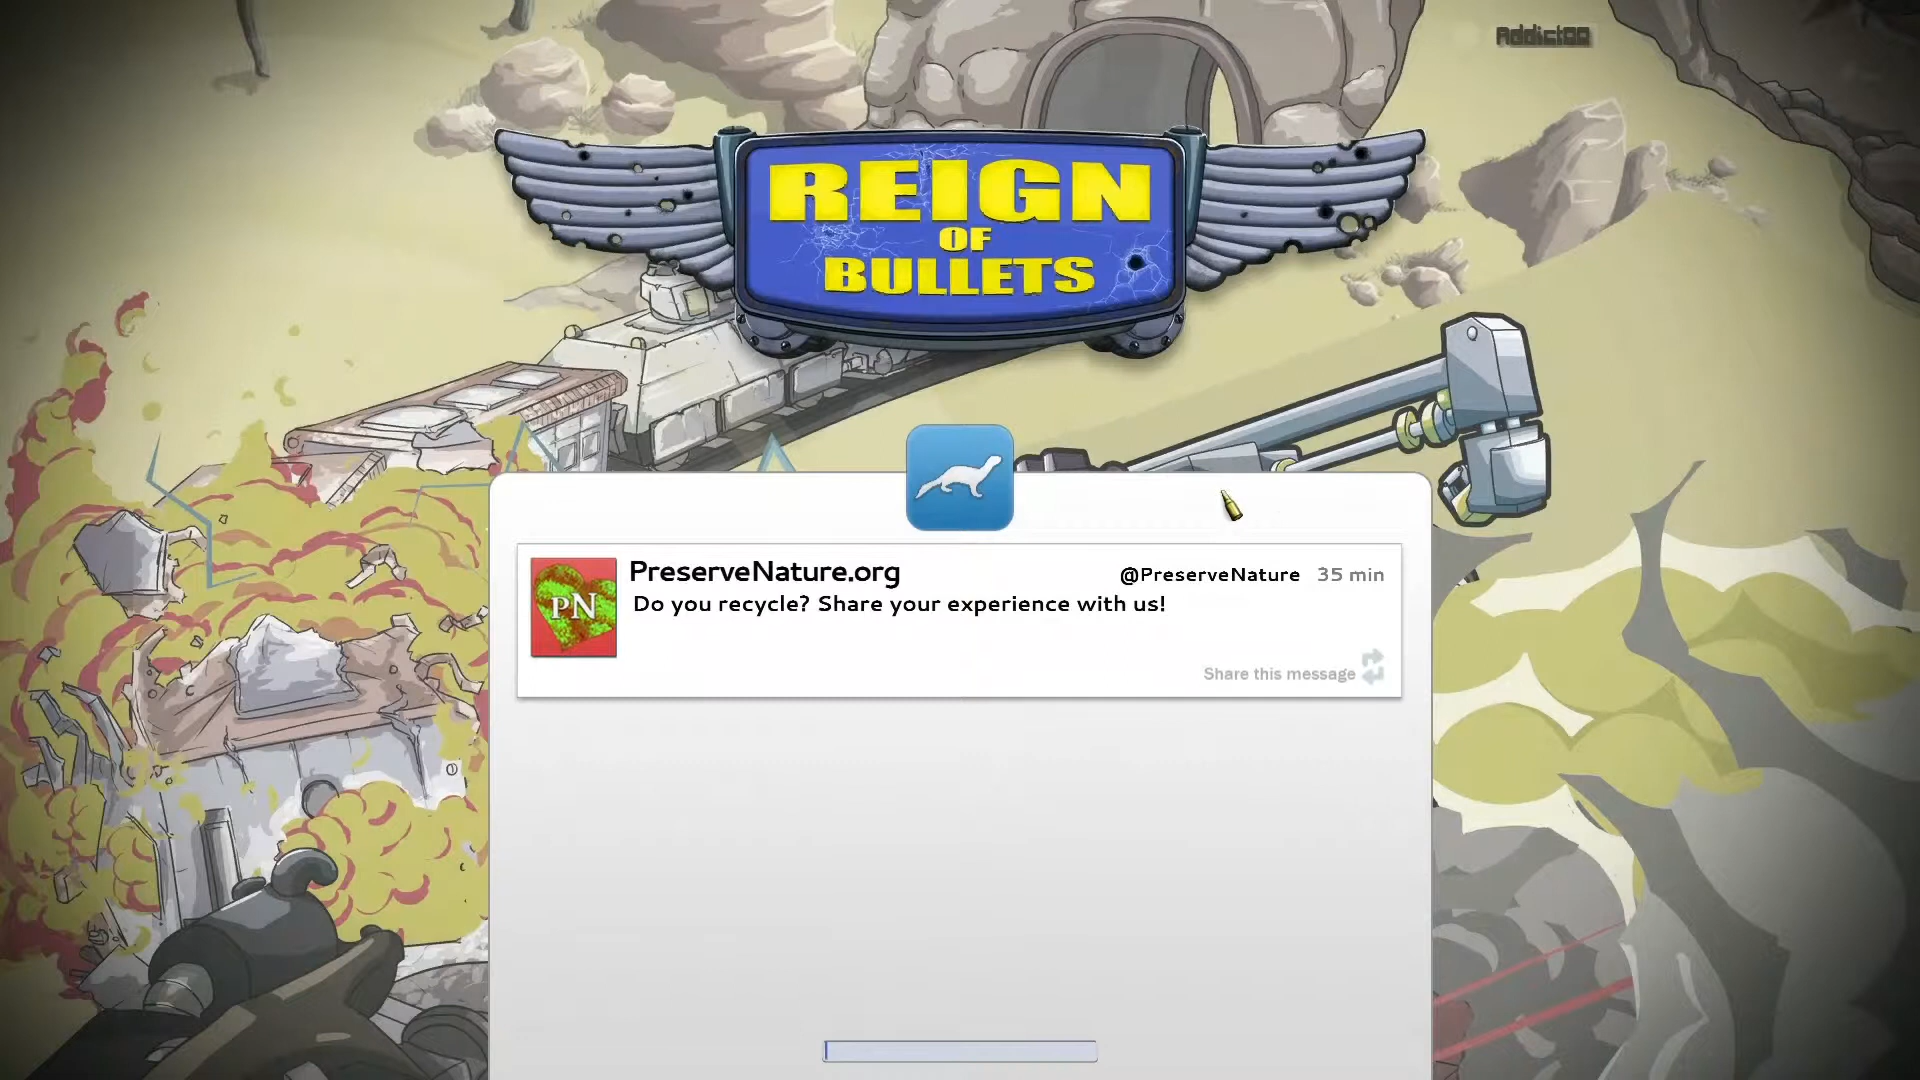 Addict00
REIGN
OF
BULLETS
PreserveNature.org @PreserveNature 35 min
PN
Do you recycle? Share your experience with us!
Share this message